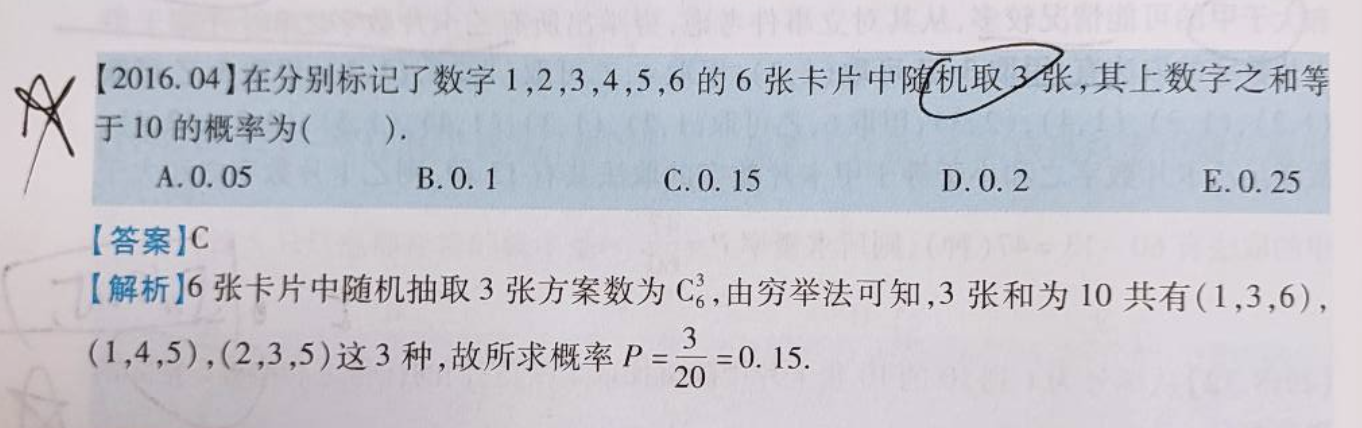 【2016.04】在分别标记了数字 1,2,3,4,5,6 的 6 张卡片中随机取 3 张,其上数字之和等
于 10 的概率为(　　).
A. 0. 05　　B. 0. 1　　C. 0. 15　　D. 0. 2　　E. 0. 25
【答案】C
【解析】6 张卡片中随机抽取 3 张方案数为 C₆³,由穷举法可知,3 张和为 10 共有(1,3,6),
(1,4,5),(2,3,5)这 3 种,故所求概率 P = 3/20 = 0. 15.